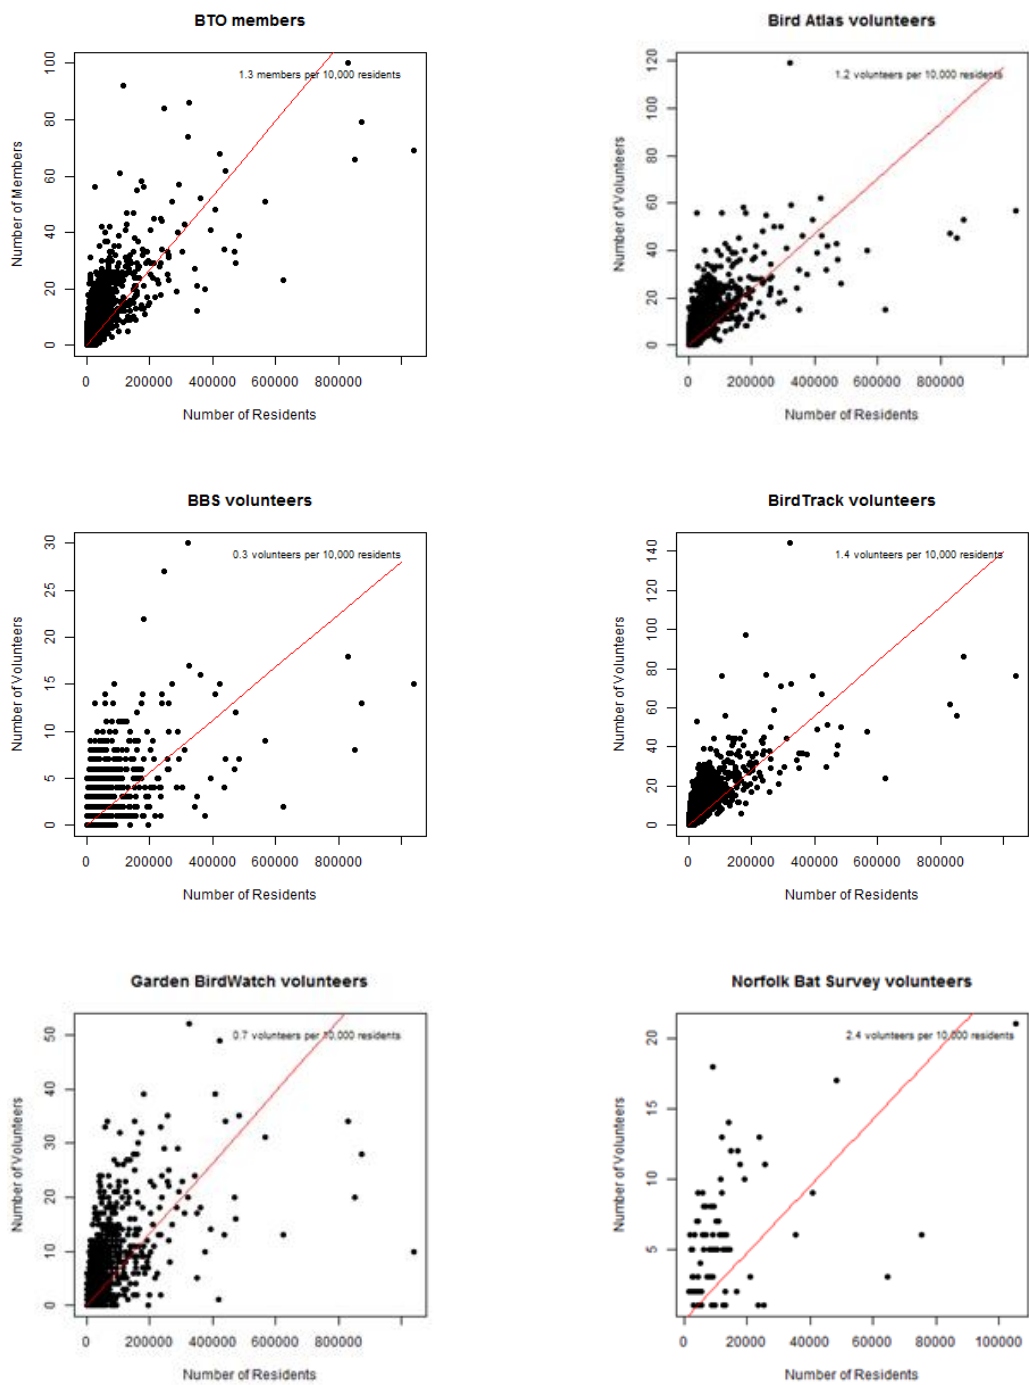 BTO members
1.3 members per 10,000 residents
Number of Members
0 20 40 60 80 100
0 200000 400000 600000 800000
Number of Residents
Bird Atlas volunteers
1.2 volunteers per 10,000 residents
Number of Volunteers
0 20 40 60 80 100 120
0 200000 400000 600000 800000
Number of Residents
BBS volunteers
0.3 volunteers per 10,000 residents
Number of Volunteers
0 5 10 15 20 25 30
0 200000 400000 600000 800000
Number of Residents
BirdTrack volunteers
1.4 volunteers per 10,000 residents
Number of Volunteers
0 20 40 60 80 100 120 140
0 200000 400000 600000 800000
Number of Residents
Garden BirdWatch volunteers
0.7 volunteers per 10,000 residents
Number of Volunteers
0 10 20 30 40 50
0 200000 400000 600000 800000
Number of Residents
Norfolk Bat Survey volunteers
2.4 volunteers per 10,000 residents
Number of Volunteers
5 10 15 20
0 20000 40000 60000 80000 100000
Number of Residents